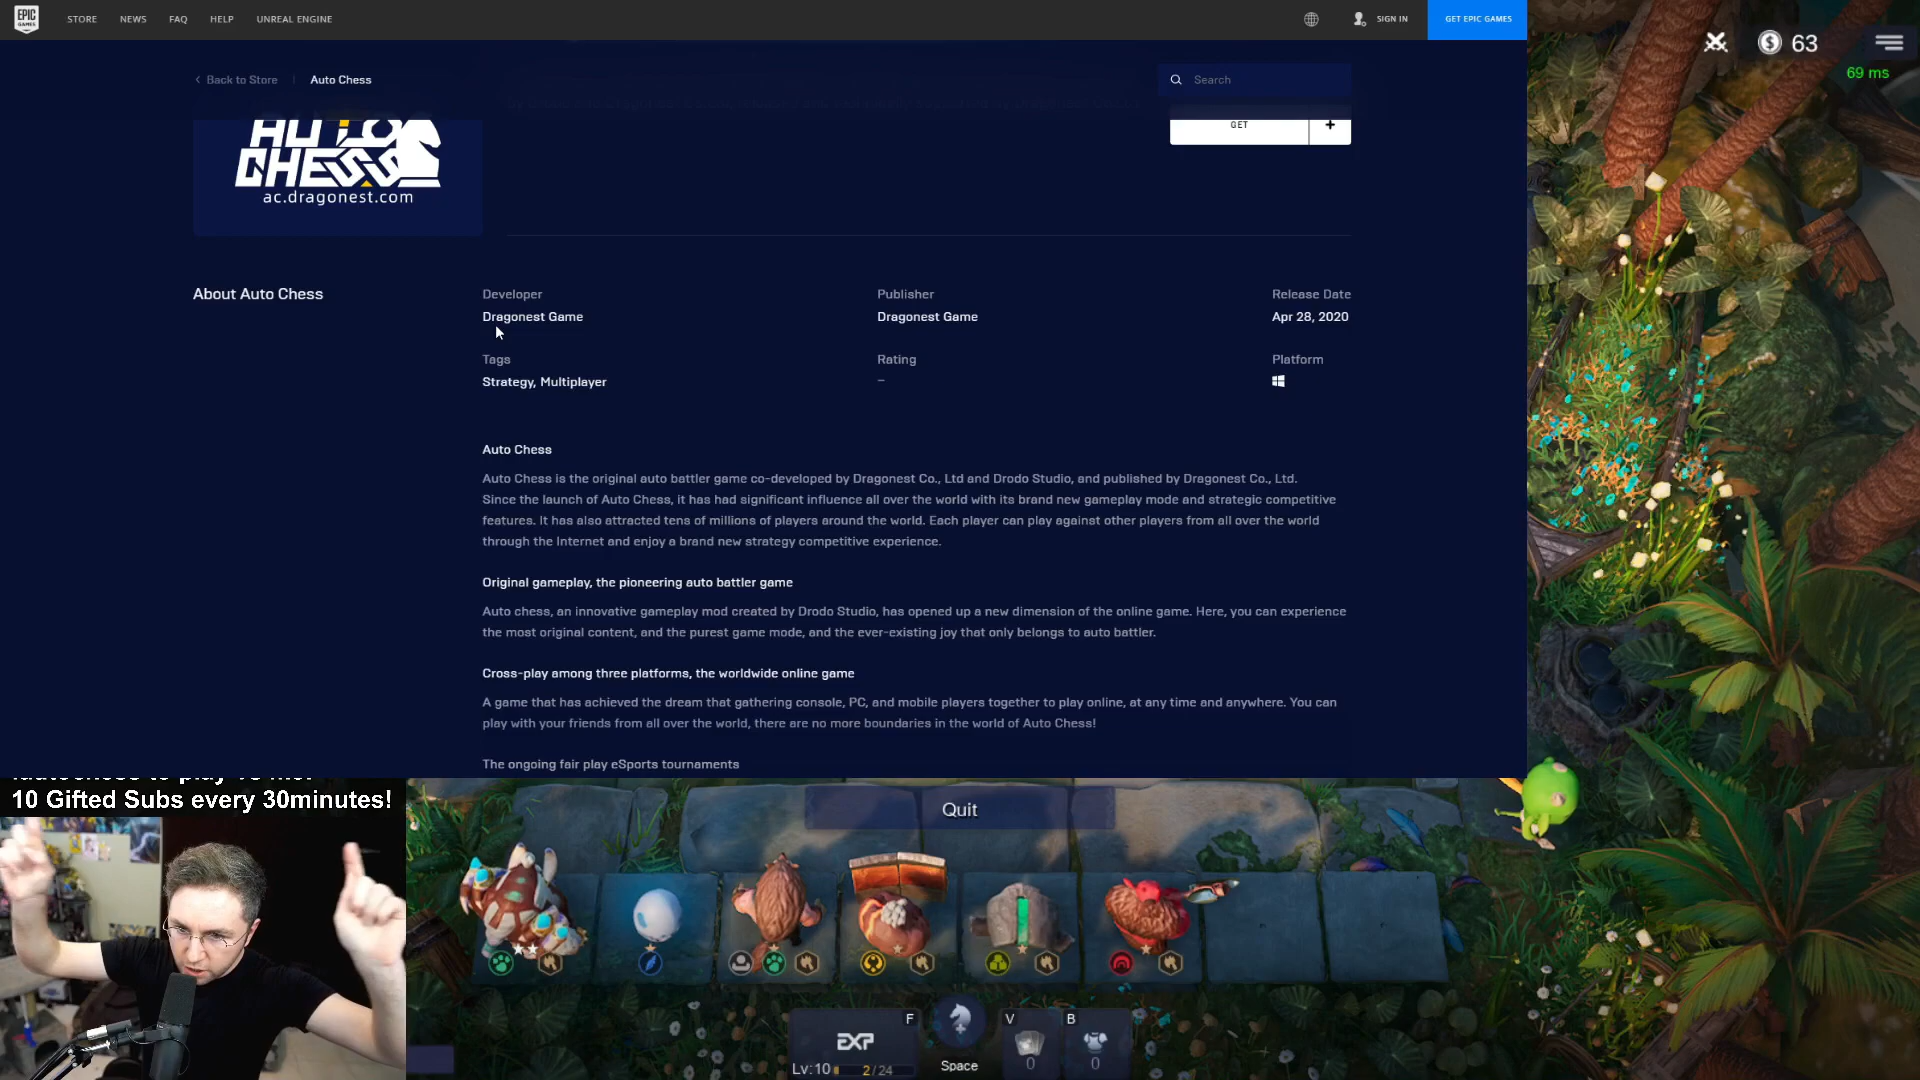 EPIC GAMES
STORE NEWS FAQ HELP UNREAL ENGINE SIGN IN GET EPIC GAMES
Back to Store Auto Chess Search
63
69 ms
AUTO
CHESS
ac.dragonest.com
GET +
About Auto Chess
Developer Publisher Release Date
Dragonest Game Dragonest Game Apr 28, 2020
Tags Rating Platform
Strategy, Multiplayer –
Auto Chess
Auto Chess is the original auto battler game co-developed by Dragonest Co., Ltd and Drodo Studio, and published by Dragonest Co., Ltd.
Since the launch of Auto Chess, it has had significant influence all over the world with its brand new gameplay mode and strategic competitive
features. It has also attracted tens of millions of players around the world. Each player can play against other players from all over the world
through the Internet and enjoy a brand new strategy competitive experience.
Original gameplay, the pioneering auto battler game
Auto chess, an innovative gameplay mod created by Drodo Studio, has opened up a new dimension of the online game. Here, you can experience
the most original content, and the purest game mode, and the ever-existing joy that only belongs to auto battler.
Cross-play among three platforms, the worldwide online game
A game that has achieved the dream that gathering console, PC, and mobile players together to play online, at any time and anywhere. You can
play with your friends from all over the world, there are no more boundaries in the world of Auto Chess!
The ongoing fair play eSports tournaments
10 Gifted Subs every 30minutes!
Quit
F V B
EXP
Space 0 0
Lv:10 2/24